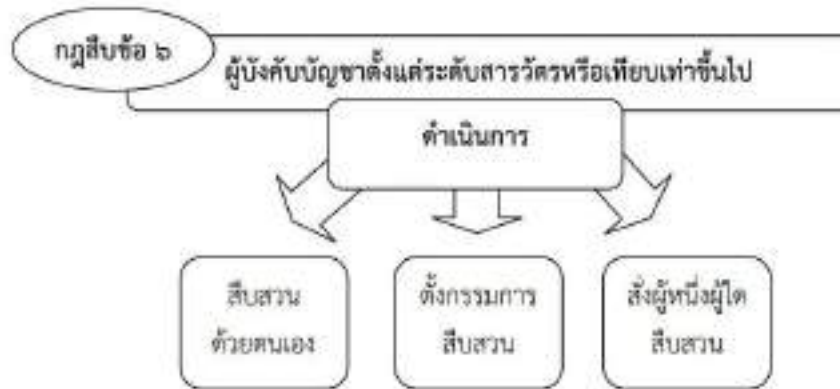 กฎสืบข้อ ๖
ผู้บังคับบัญชาตั้งแต่ระดับสารวัตรหรือเทียบเท่าขึ้นไป
ดำเนินการ
สืบสวน
ด้วยตนเอง
ตั้งกรรมการ
สืบสวน
สั่งผู้หนึ่งผู้ใด
สืบสวน